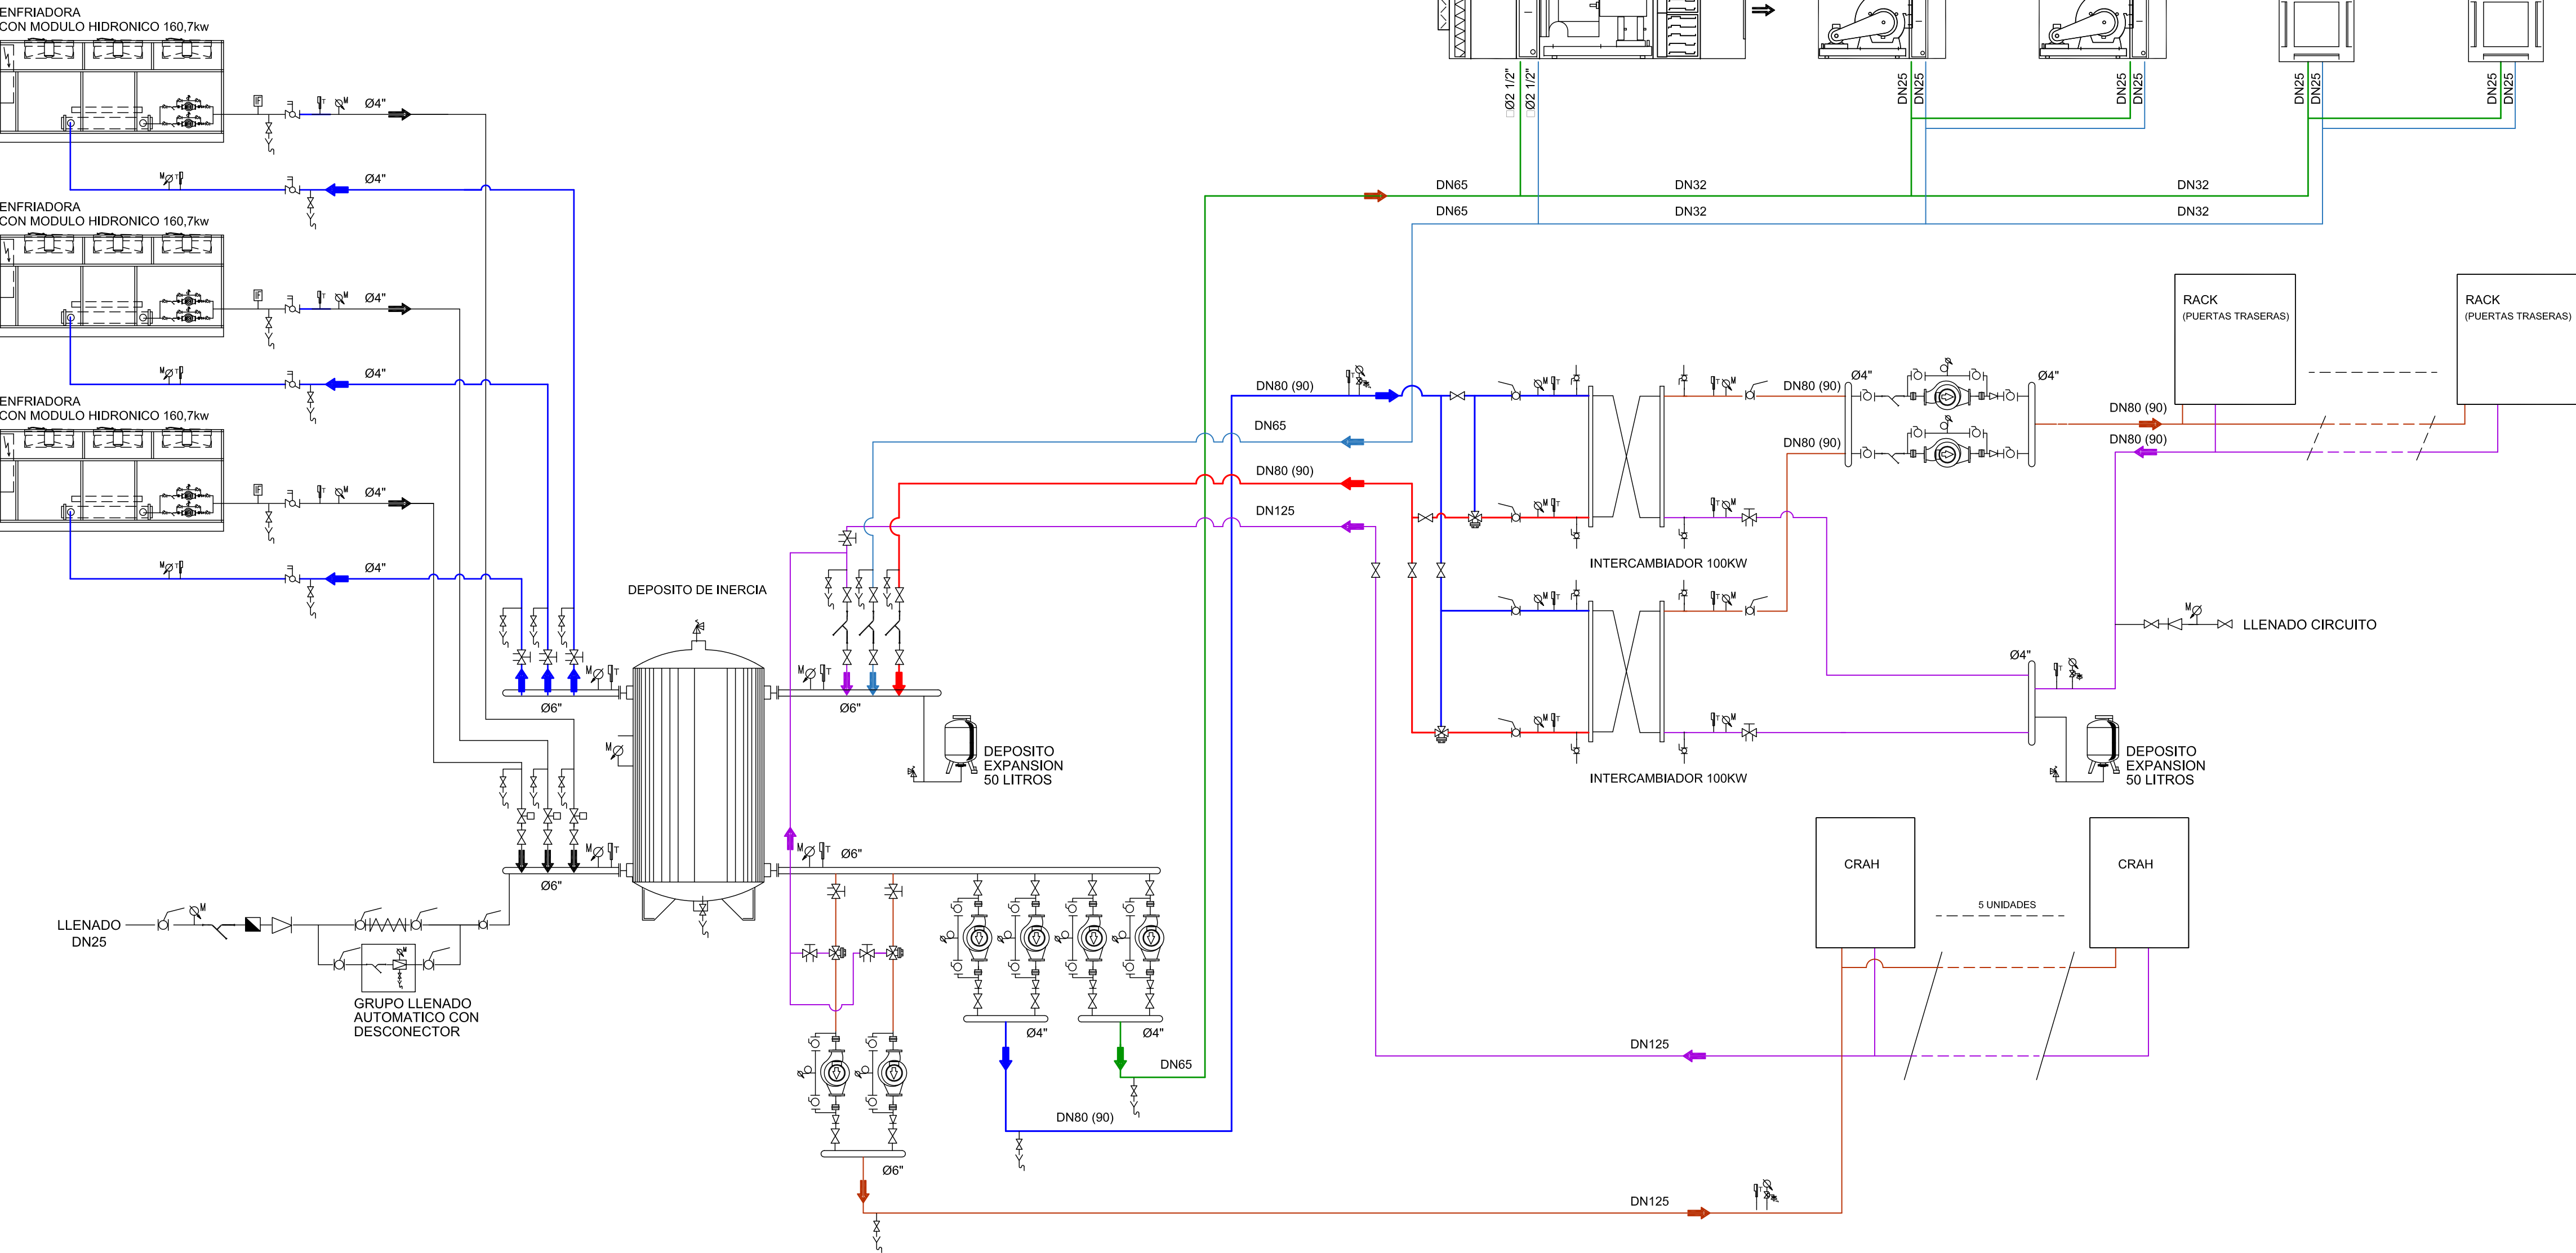 ENFRIADORA
CON MODULO HIDRONICO 160,7kw
Ø4"
Ø4"
M
T
T
M
ENFRIADORA
CON MODULO HIDRONICO 160,7kw
Ø4"
Ø4"
M
T
T
M
ENFRIADORA
CON MODULO HIDRONICO 160,7kw
Ø4"
Ø4"
M
T
T
M
□Ø2 1/2"
□Ø2 1/2"
DN25
DN25
DN25
DN25
DN25
DN25
DN25
DN25
DN65
DN32
DN32
DN65
DN32
DN32
RACK
(PUERTAS TRASERAS)
RACK
(PUERTAS TRASERAS)
DN80 (90)
DN65
DN80 (90)
DN125
DN80 (90)
DN80 (90)
Ø4"
Ø4"
DN80 (90)
DN80 (90)
INTERCAMBIADOR 100KW
INTERCAMBIADOR 100KW
M
LLENADO CIRCUITO
Ø4"
DEPOSITO
EXPANSION
50 LITROS
DEPOSITO DE INERCIA
M
T
Ø6"
M
T
Ø6"
M
DEPOSITO
EXPANSION
50 LITROS
M
T
Ø6"
M
T
Ø6"
LLENADO
DN25
M
M
GRUPO LLENADO
AUTOMATICO CON
DESCONECTOR
Ø4"
Ø4"
DN65
DN80 (90)
Ø6"
CRAH
CRAH
5 UNIDADES
DN125
DN125